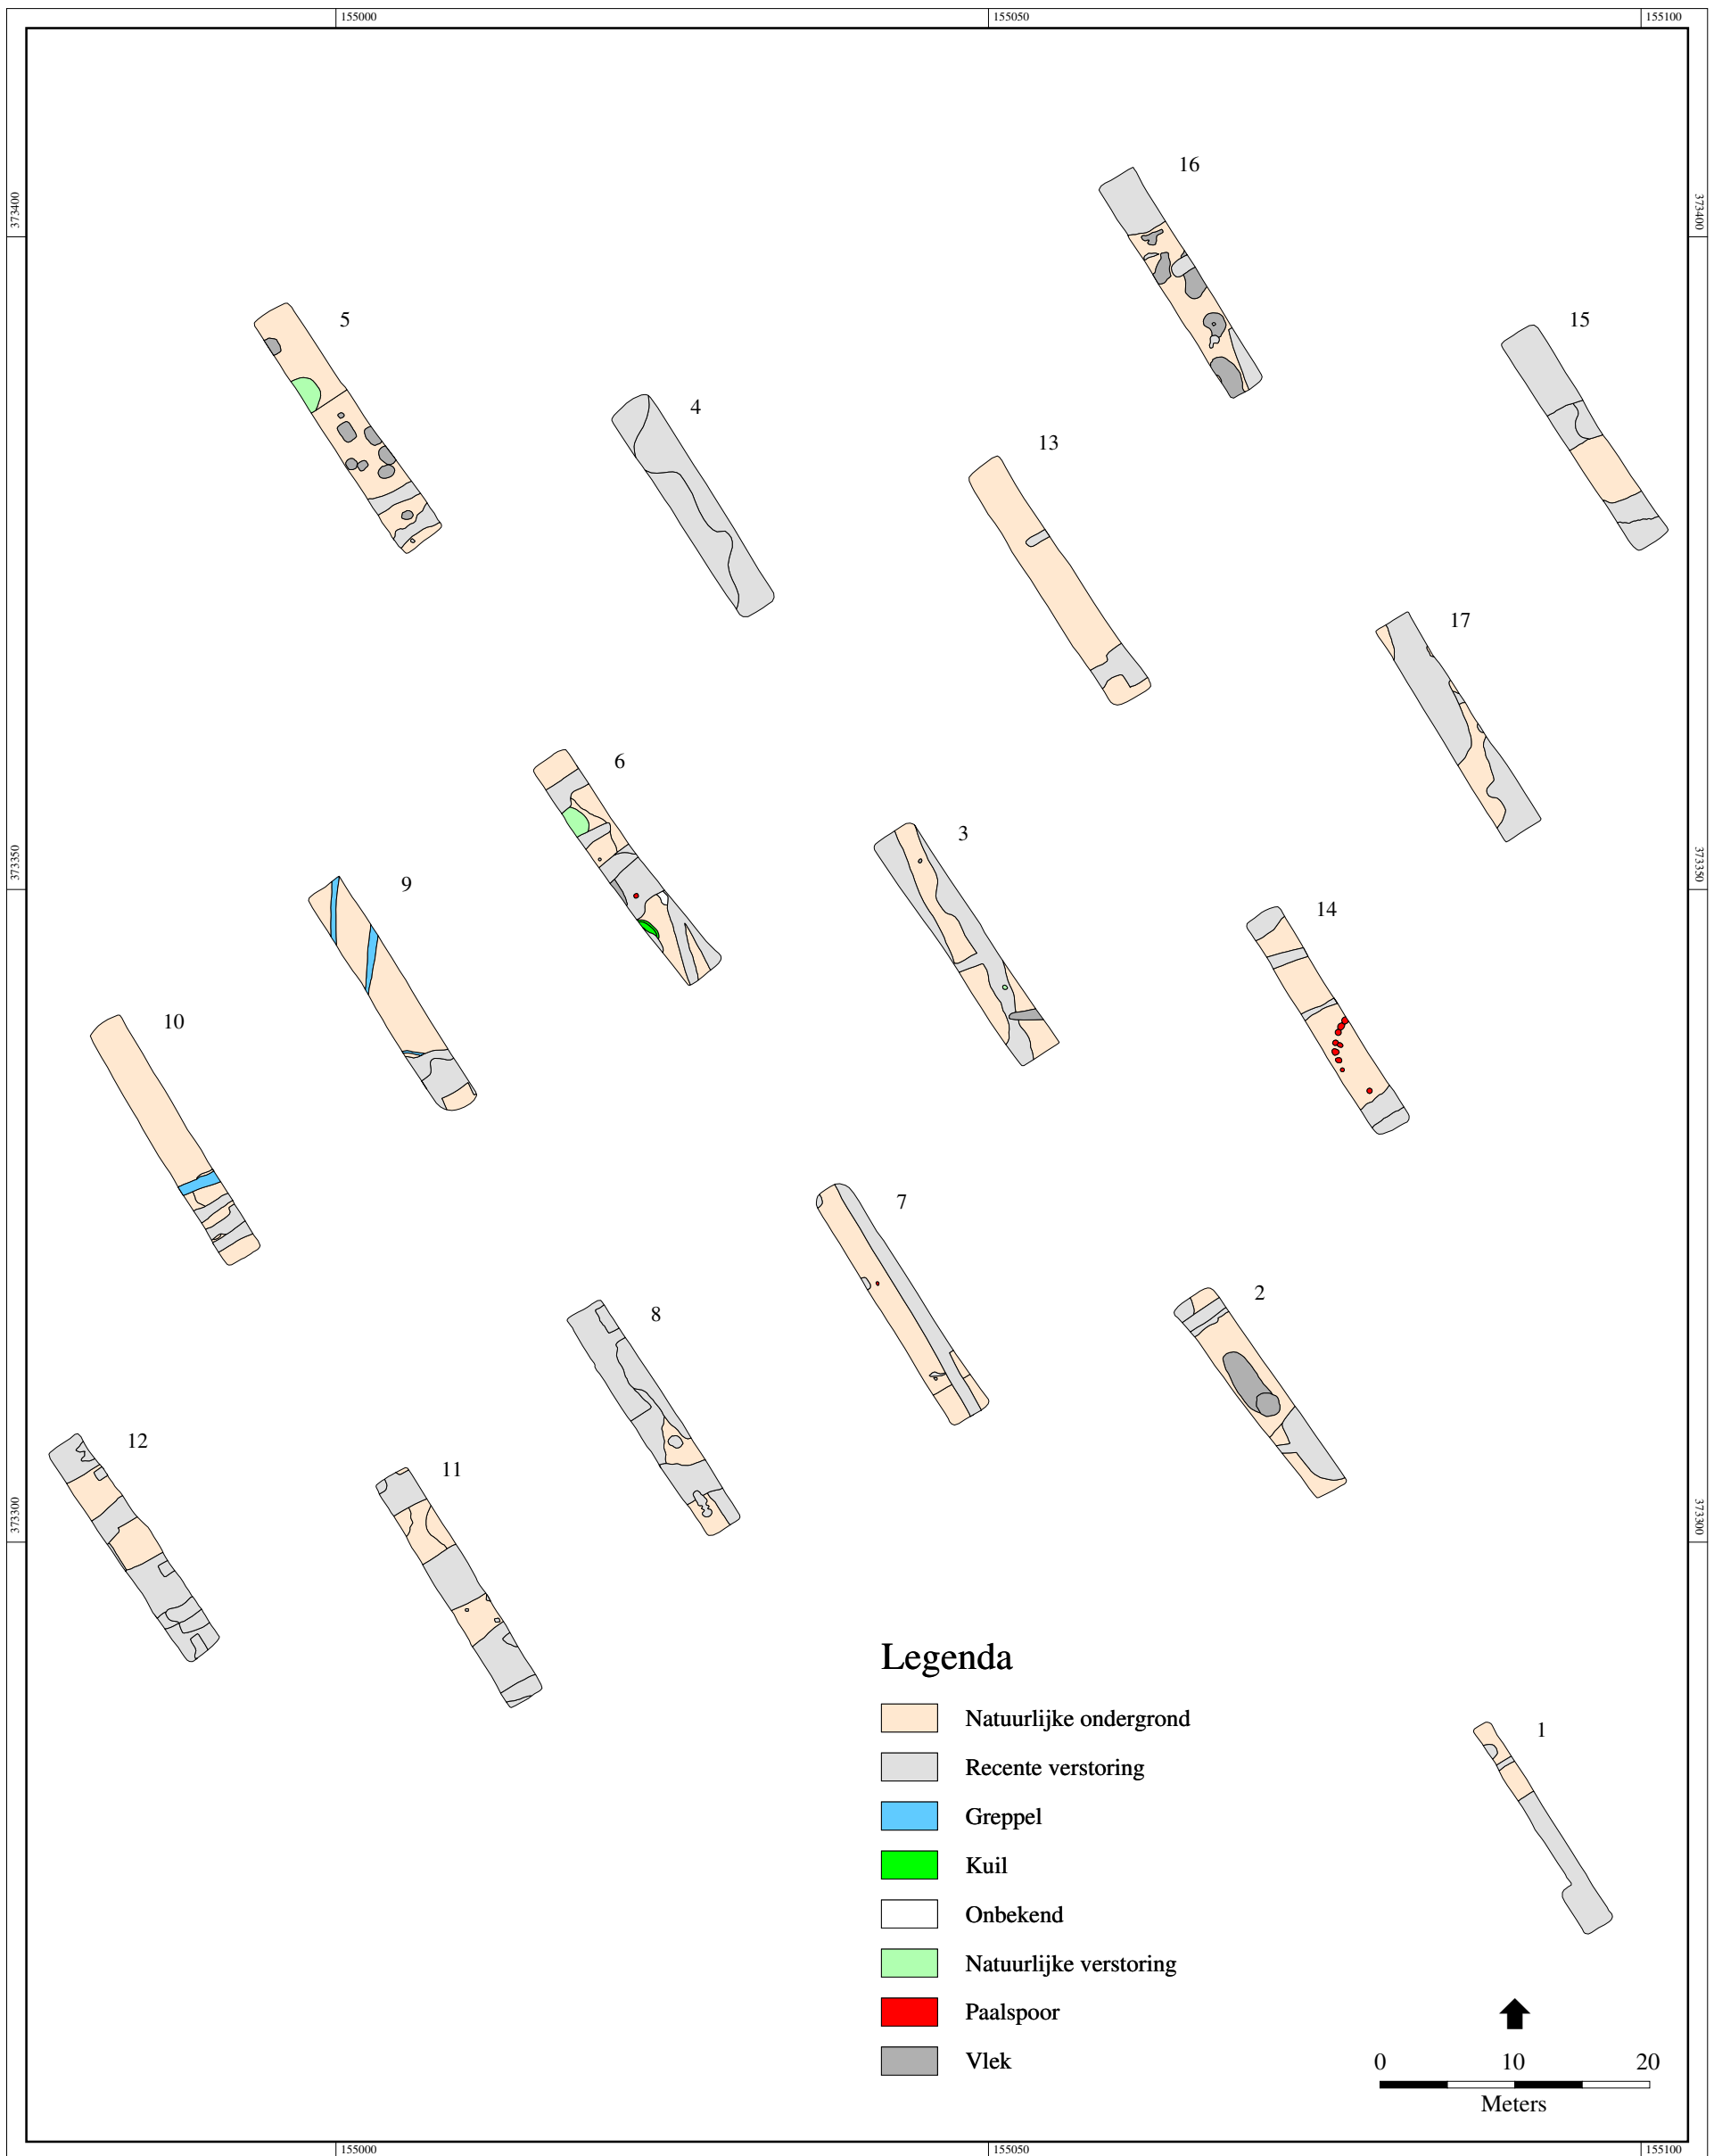 155000 155050 155100
373400 373400
16
15
5
4
13
17
6
3
373350 373350
9
14
10
7
2
8
12
11
373300 373300
Legenda
Natuurlijke ondergrond
1
Recente verstoring
Greppel
Kuil
Onbekend
Natuurlijke verstoring
Paalspoor
Vlek
0 10 20
Meters
155000 155050 155100